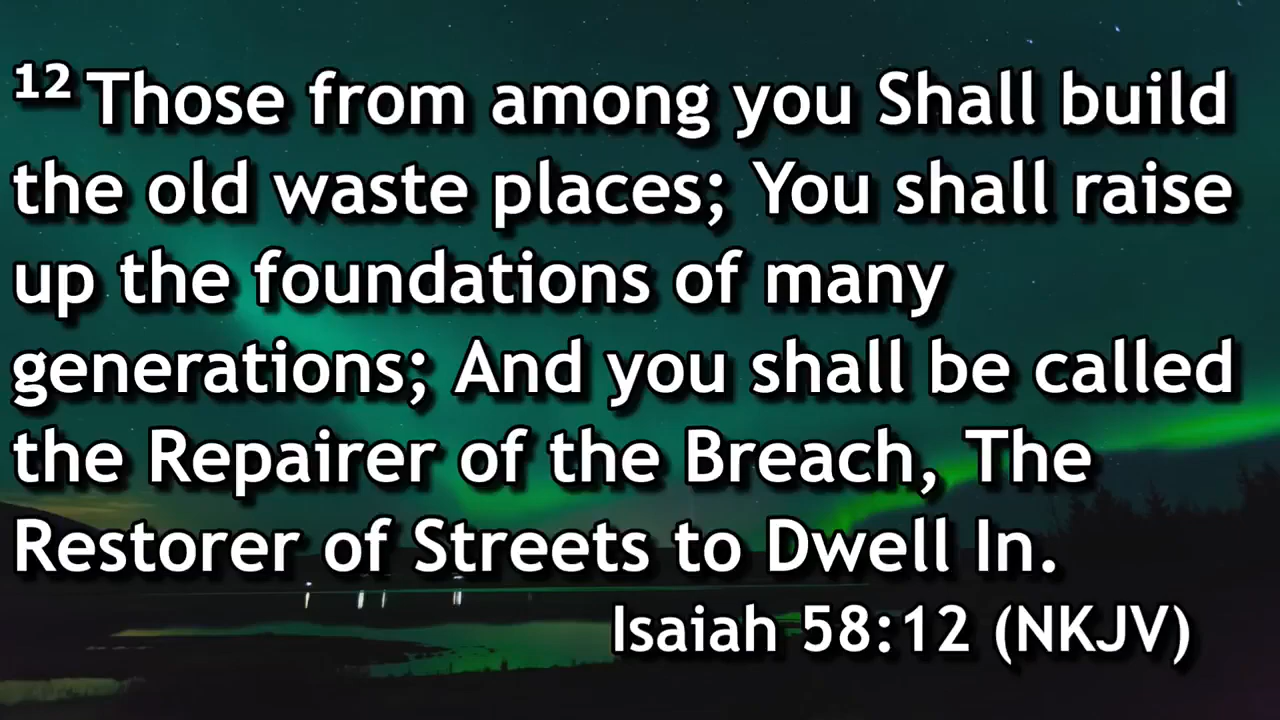 12 Those from among you Shall build
the old waste places; You shall raise
up the foundations of many
generations; And you shall be called
the Repairer of the Breach, The
Restorer of Streets to Dwell In.
Isaiah 58:12 (NKJV)